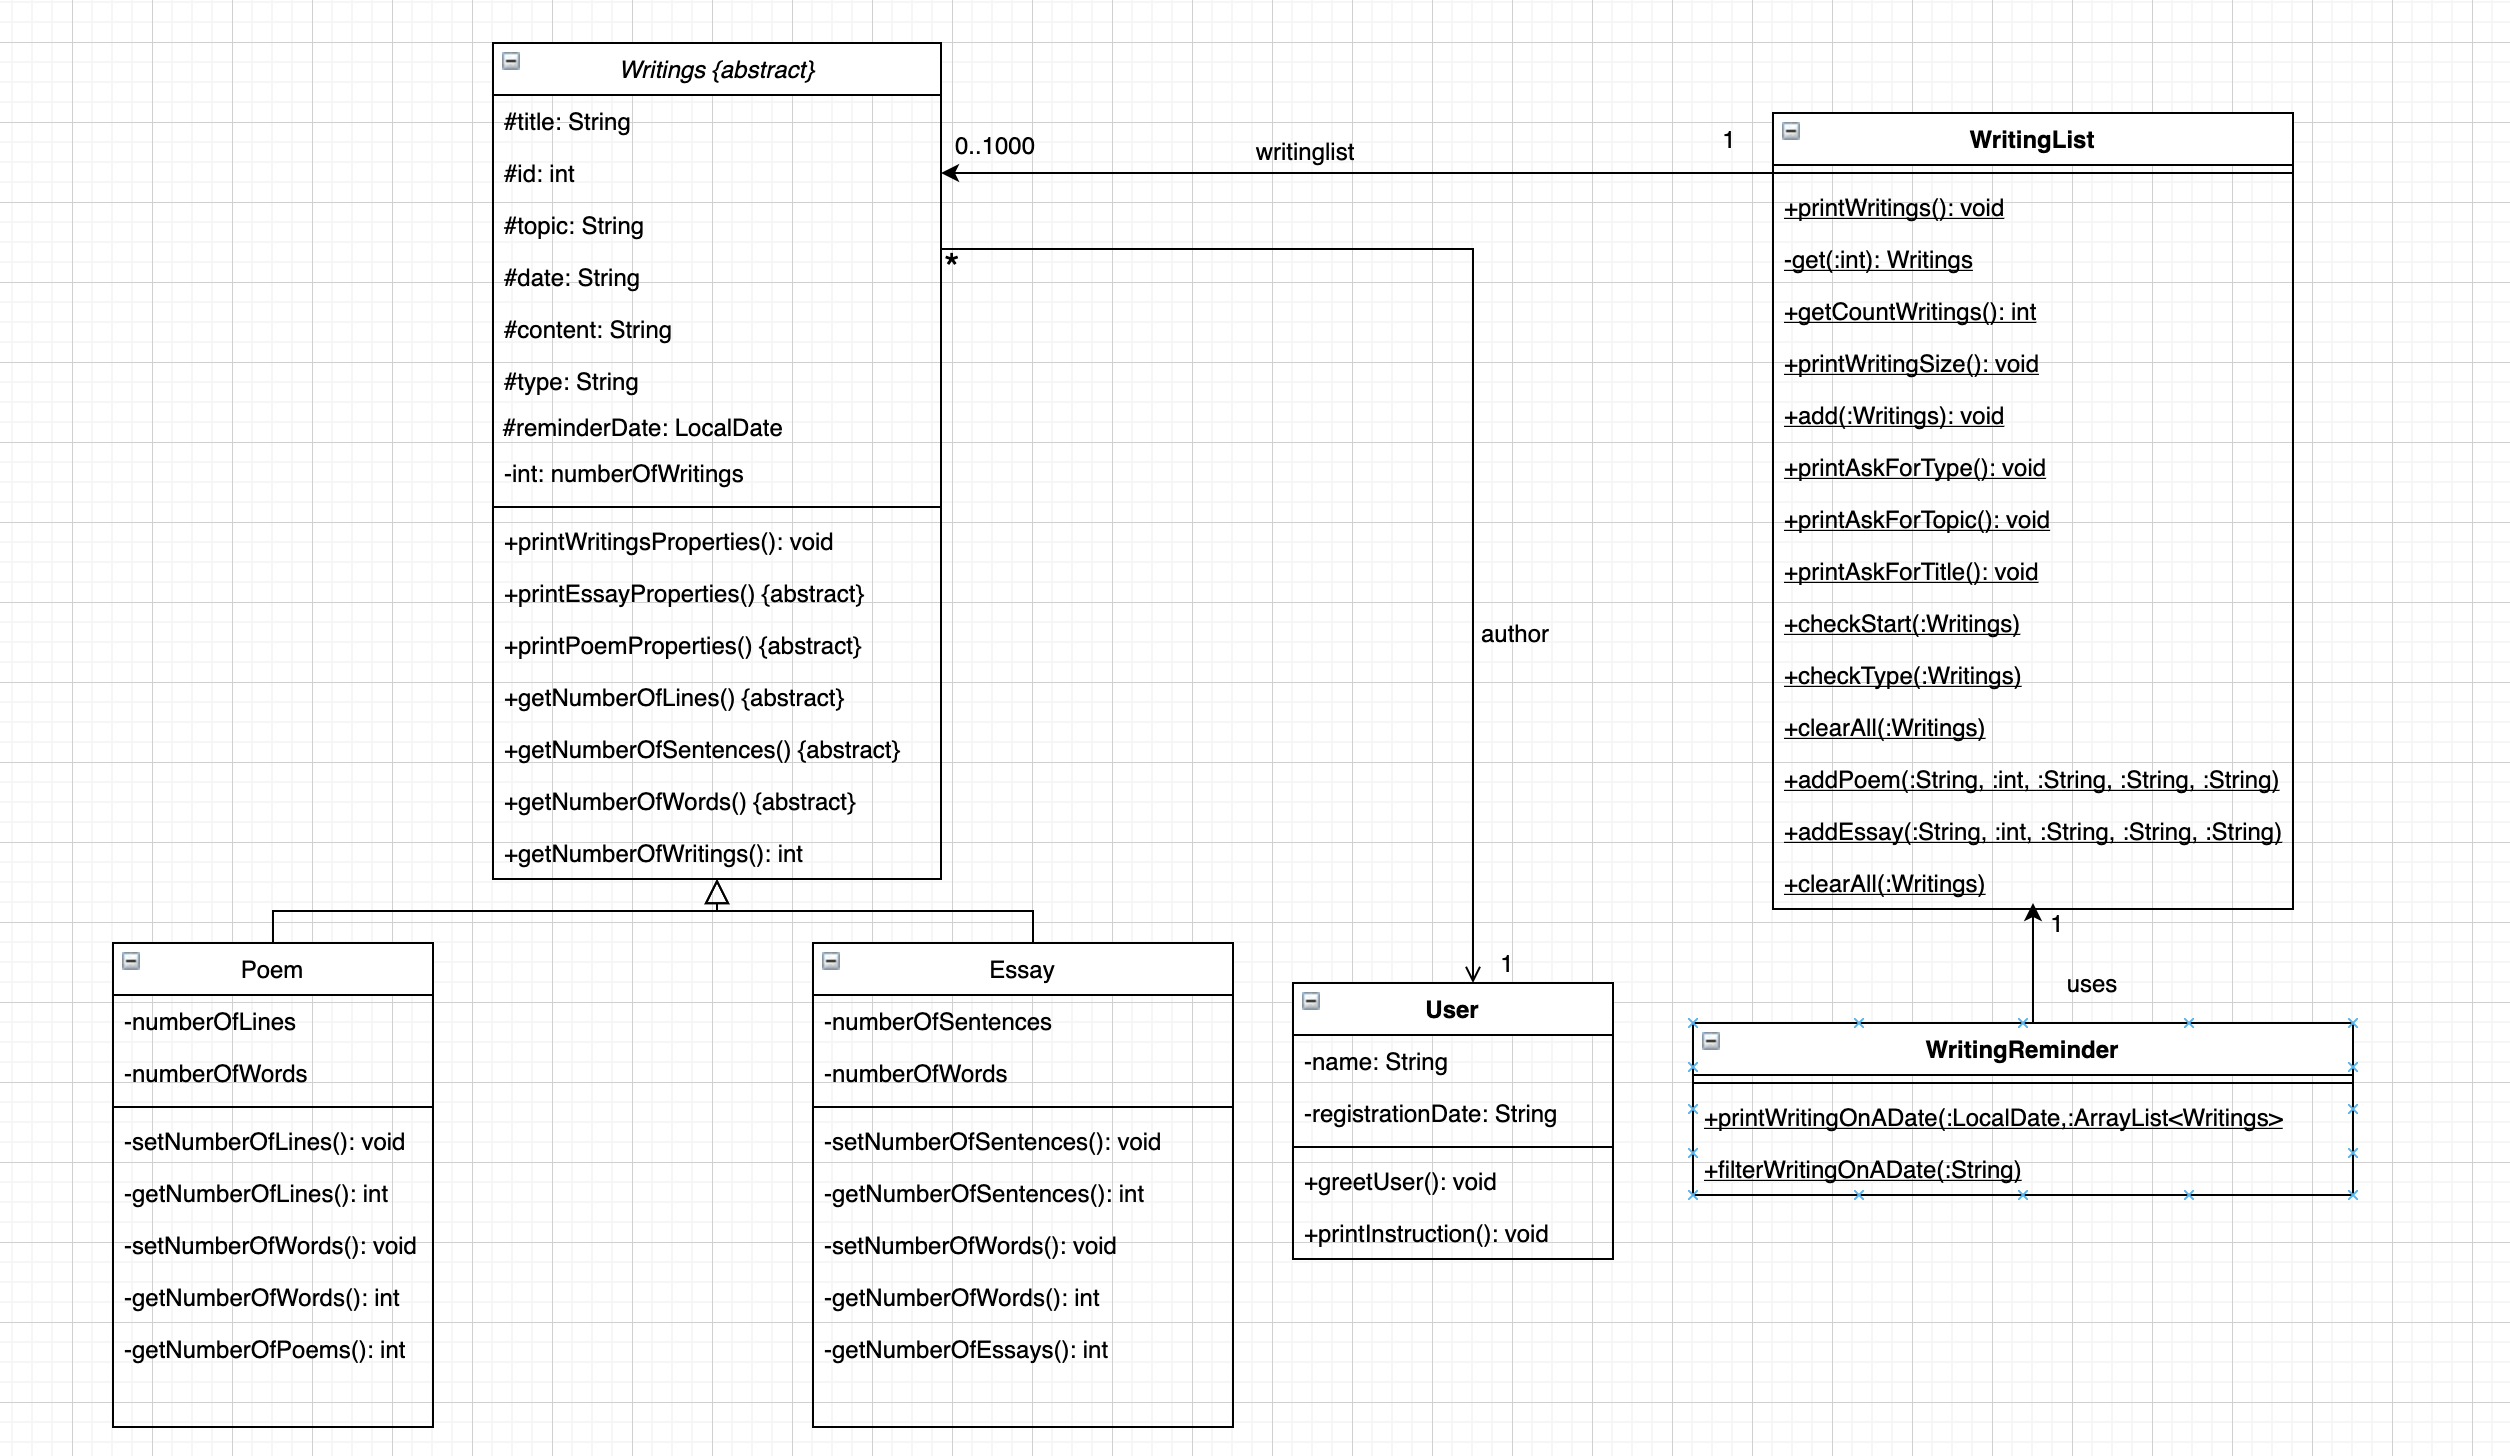 Writings {abstract}
#title: String
#id: int
#topic: String
#date: String
#content: String
#type: String
#reminderDate: LocalDate
-int: numberOfWritings
+printWritingsProperties(): void
+printEssayProperties() {abstract}
+printPoemProperties() {abstract}
+getNumberOfLines() {abstract}
+getNumberOfSentences() {abstract}
+getNumberOfWords() {abstract}
+getNumberOfWritings(): int
0..1000
writinglist
1
*
author
1
WritingList
+printWritings(): void
-get(:int): Writings
+getCountWritings(): int
+printWritingSize(): void
+add(:Writings): void
+printAskForType(): void
+printAskForTopic(): void
+printAskForTitle(): void
+checkStart(:Writings)
+checkType(:Writings)
+clearAll(:Writings)
+addPoem(:String, :int, :String, :String, :String)
+addEssay(:String, :int, :String, :String, :String)
+clearAll(:Writings)
1
uses
Poem
-numberOfLines
-numberOfWords
-setNumberOfLines(): void
-getNumberOfLines(): int
-setNumberOfWords(): void
-getNumberOfWords(): int
-getNumberOfPoems(): int
Essay
-numberOfSentences
-numberOfWords
-setNumberOfSentences(): void
-getNumberOfSentences(): int
-setNumberOfWords(): void
-getNumberOfWords(): int
-getNumberOfEssays(): int
User
-name: String
-registrationDate: String
+greetUser(): void
+printInstruction(): void
WritingReminder
+printWritingOnADate(:LocalDate,:ArrayList<Writings>
+filterWritingOnADate(:String)